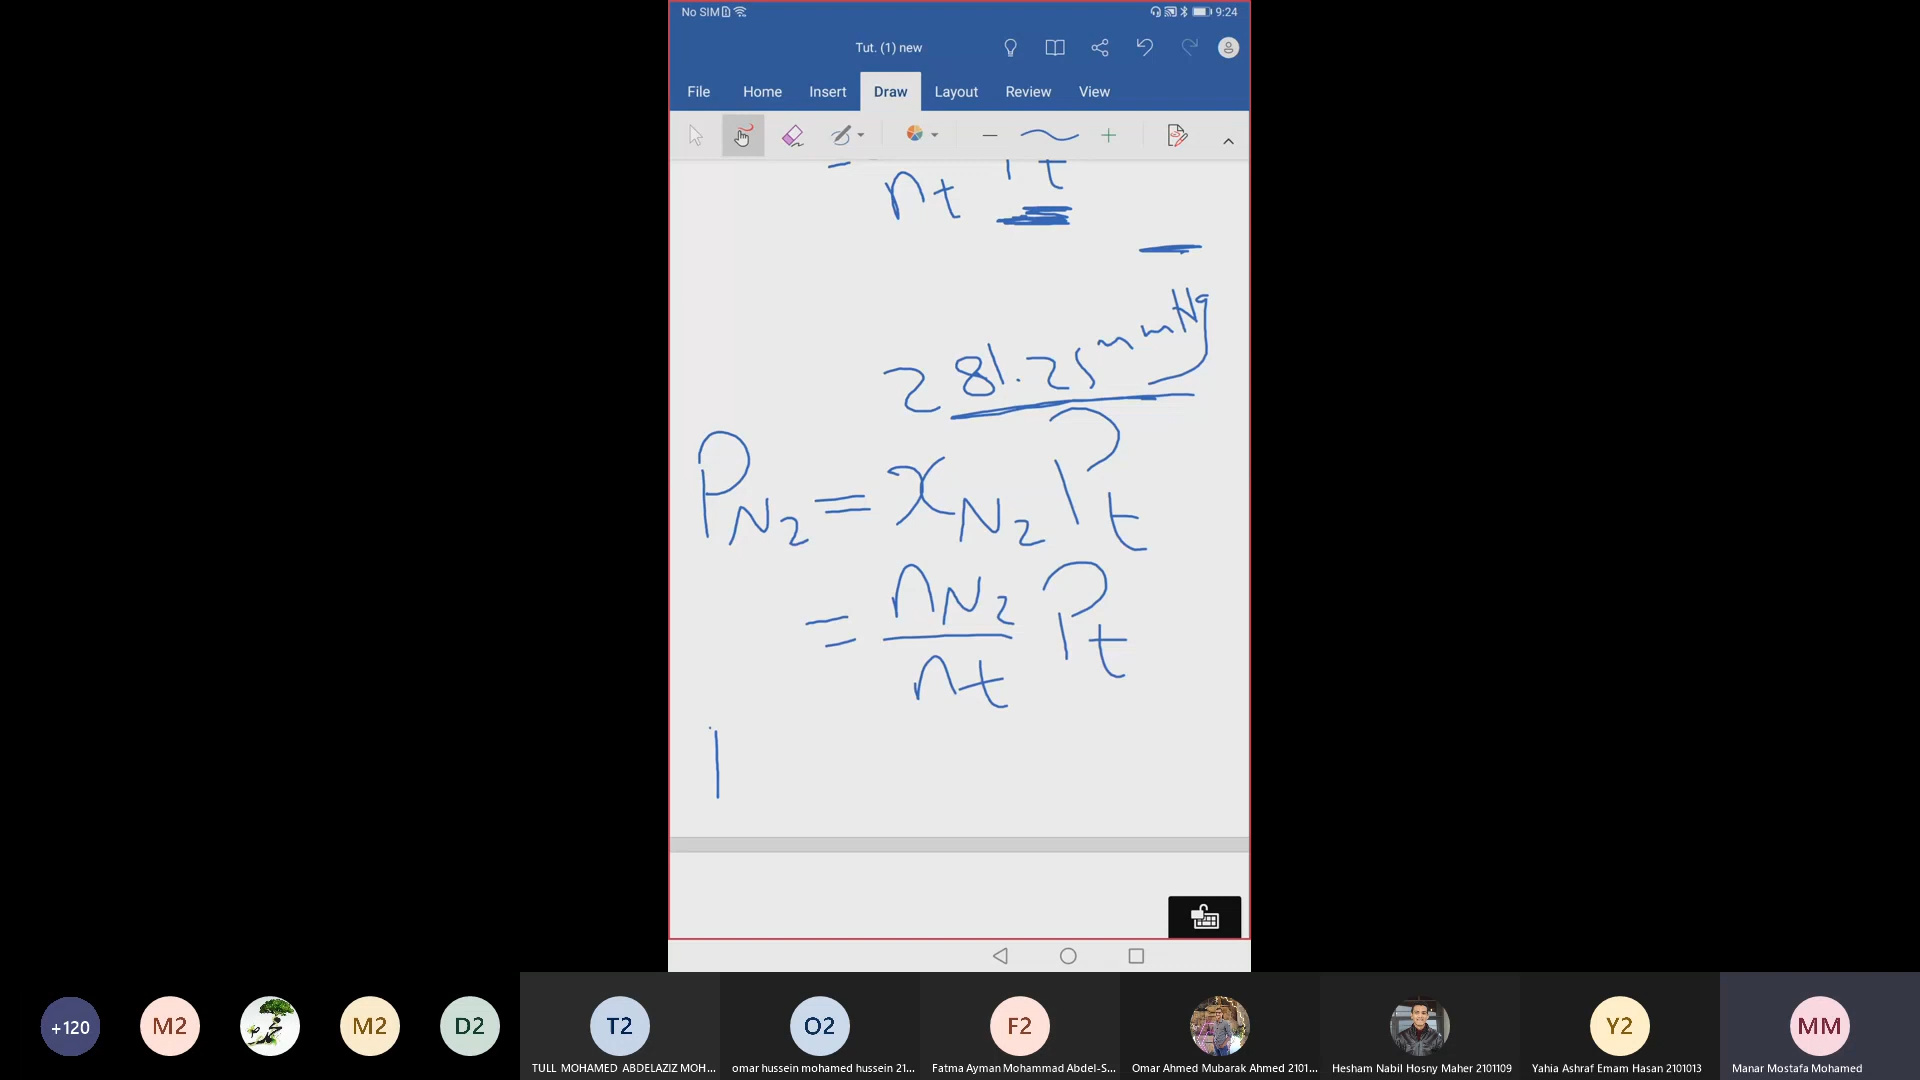 No SIM 9:24
Tut. (1) new
File Home Insert Draw Layout Review View
= nt Pt
281.25 mmHg
PN2 = xN2 Pt
= nN2 / nt Pt
+120 M2 M2 D2 T2 O2 F2 Y2 MM
TULL MOHAMED ABDELAZIZ MOH... omar hussein mohamed hussein 21... Fatma Ayman Mohammad Abdel-S... Omar Ahmed Mubarak Ahmed 2101... Hesham Nabil Hosny Maher 2101109 Yahia Ashraf Emam Hasan 2101013 Manar Mostafa Mohamed